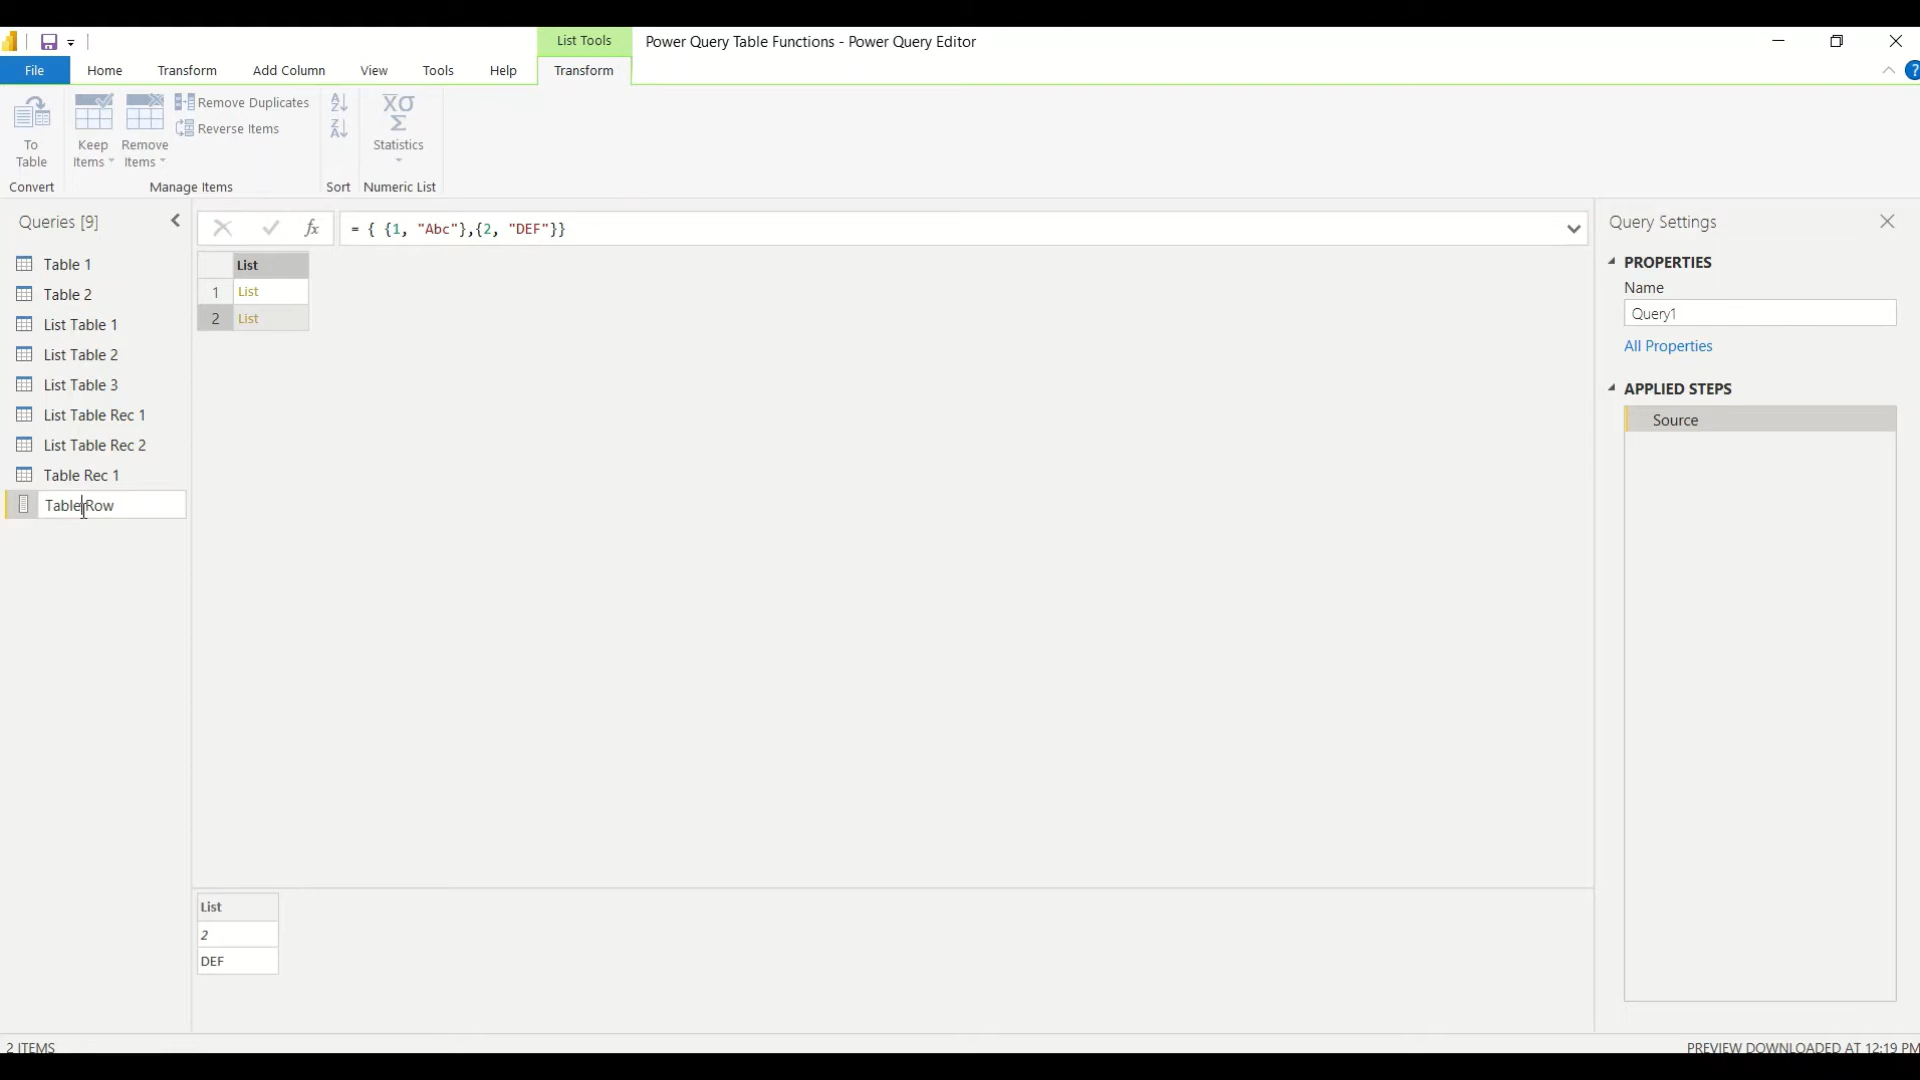 List Tools
Power Query Table Functions - Power Query Editor
File Home Transform Add Column View Tools Help Transform
?
To Table
Keep Items
Remove Items
Remove Duplicates
Reverse Items
A Z
Z A
X̄σ
Σ
Statistics
Convert Manage Items Sort Numeric List
Queries [9]
fx = { {1, "Abc"},{2, "DEF"}}
Table 1
Table 2
List Table 1
List Table 2
List Table 3
List Table Rec 1
List Table Rec 2
Table Rec 1
Table Row
List
1 List
2 List
List
2
DEF
Query Settings
PROPERTIES
Name
Query1
All Properties
APPLIED STEPS
Source
2 ITEMS
PREVIEW DOWNLOADED AT 12:19 PM